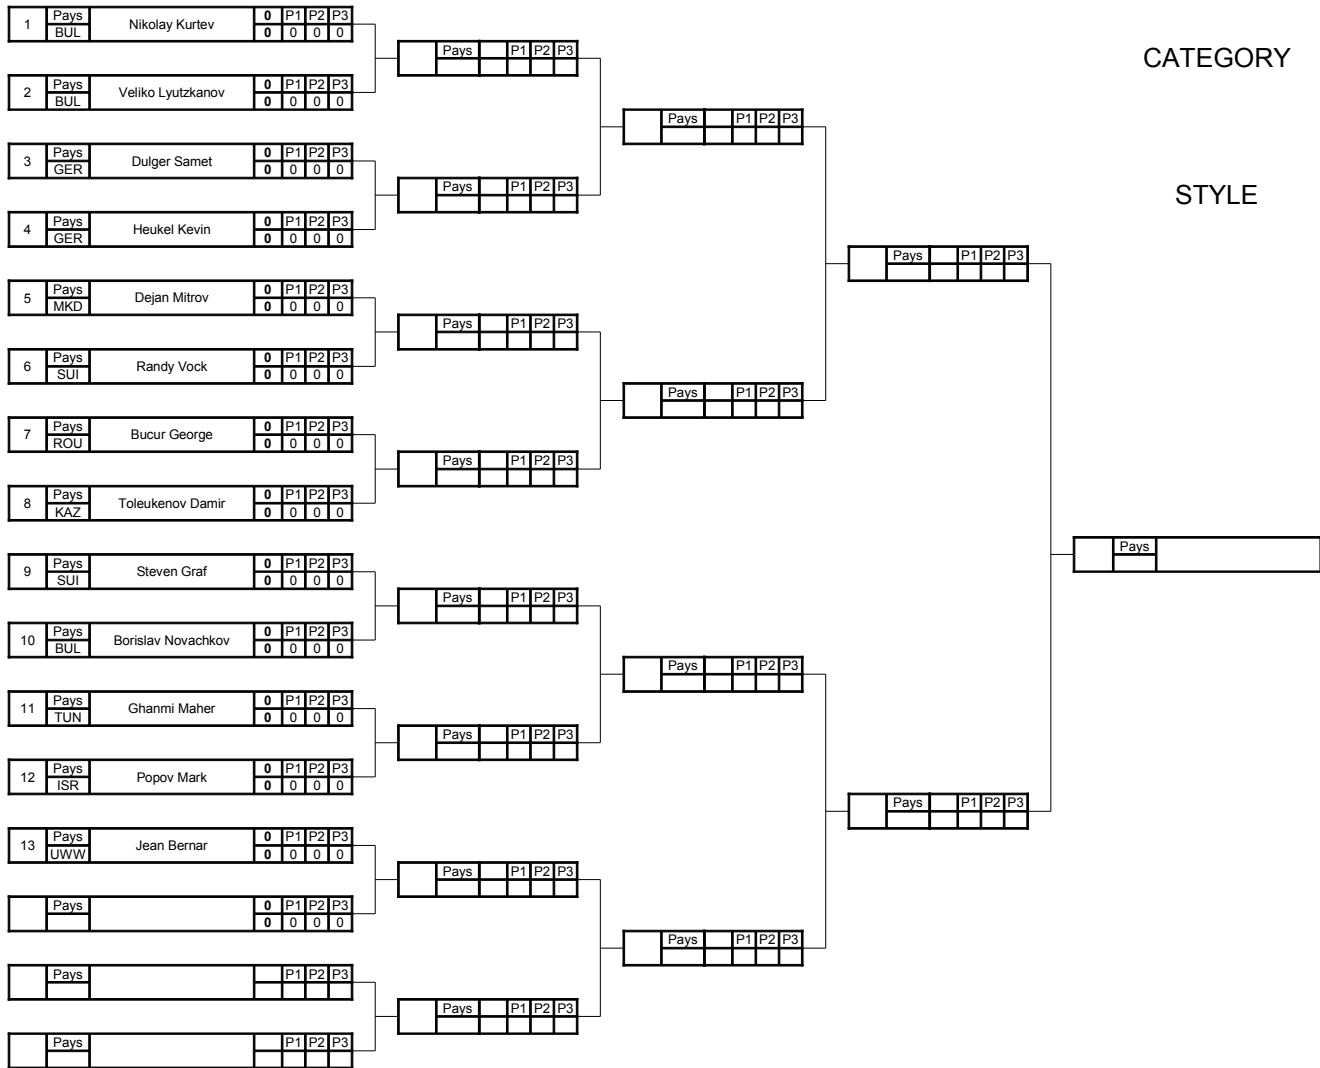 1 Pays Nikolay Kurtev 0 P1 P2 P3
BUL 0 0 0 0
Pays P1 P2 P3
CATEGORY
2 Pays Veliko Lyutzkanov 0 P1 P2 P3
BUL 0 0 0 0
Pays P1 P2 P3
3 Pays Dulger Samet 0 P1 P2 P3
GER 0 0 0 0
Pays P1 P2 P3
STYLE
4 Pays Heukel Kevin 0 P1 P2 P3
GER 0 0 0 0
Pays P1 P2 P3
5 Pays Dejan Mitrov 0 P1 P2 P3
MKD 0 0 0 0
Pays P1 P2 P3
6 Pays Randy Vock 0 P1 P2 P3
SUI 0 0 0 0
Pays P1 P2 P3
7 Pays Bucur George 0 P1 P2 P3
ROU 0 0 0 0
Pays P1 P2 P3
8 Pays Toleukenov Damir 0 P1 P2 P3
KAZ 0 0 0 0
Pays
9 Pays Steven Graf 0 P1 P2 P3
SUI 0 0 0 0
Pays P1 P2 P3
10 Pays Borislav Novachkov 0 P1 P2 P3
BUL 0 0 0 0
Pays P1 P2 P3
11 Pays Ghanmi Maher 0 P1 P2 P3
TUN 0 0 0 0
Pays P1 P2 P3
12 Pays Popov Mark 0 P1 P2 P3
ISR 0 0 0 0
Pays P1 P2 P3
13 Pays Jean Bernar 0 P1 P2 P3
UWW 0 0 0 0
Pays P1 P2 P3
Pays 0 P1 P2 P3
0 0 0 0
Pays P1 P2 P3
Pays P1 P2 P3
Pays P1 P2 P3
Pays P1 P2 P3